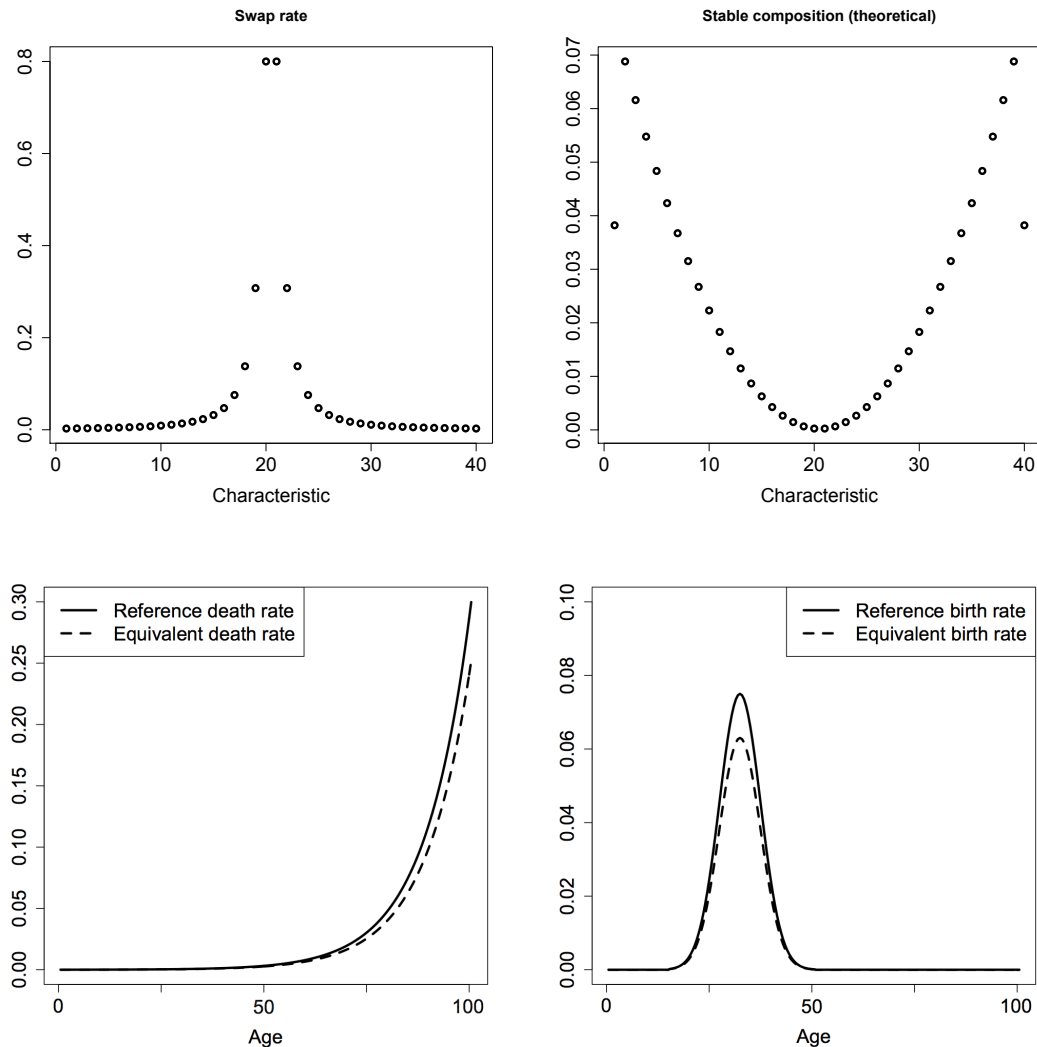 Swap rate
0.0 0.2 0.4 0.6 0.8
0 10 20 30 40
Characteristic
Stable composition (theoretical)
0.00 0.01 0.02 0.03 0.04 0.05 0.06 0.07
0 10 20 30 40
Characteristic
Reference death rate
Equivalent death rate
0.00 0.05 0.10 0.15 0.20 0.25 0.30
0 50 100
Age
Reference birth rate
Equivalent birth rate
0.00 0.02 0.04 0.06 0.08 0.10
0 50 100
Age